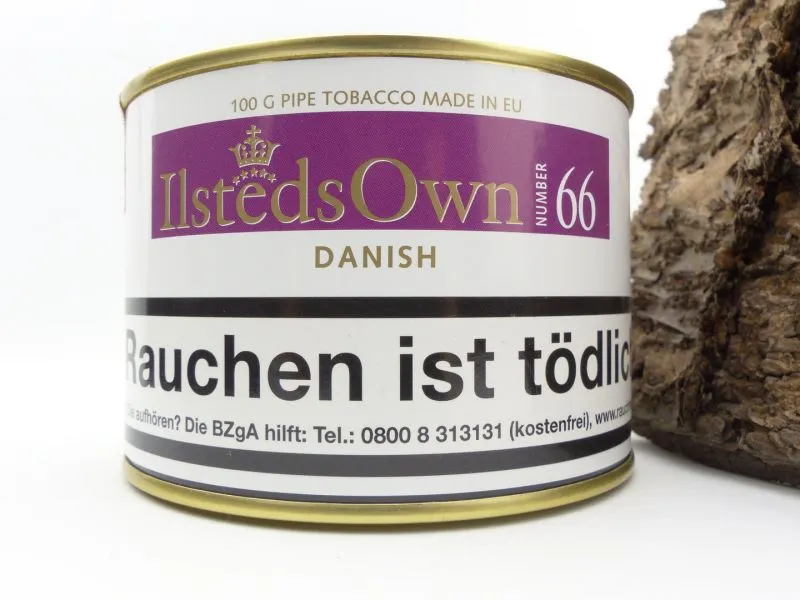 100 G PIPE TOBACCO MADE IN EU
IlstedsOwn NUMBER 66
DANISH
Rauchen ist tödlic
aufhören? Die BZgA hilft: Tel.: 0800 8 313131 (kostenfrei), www.rauc